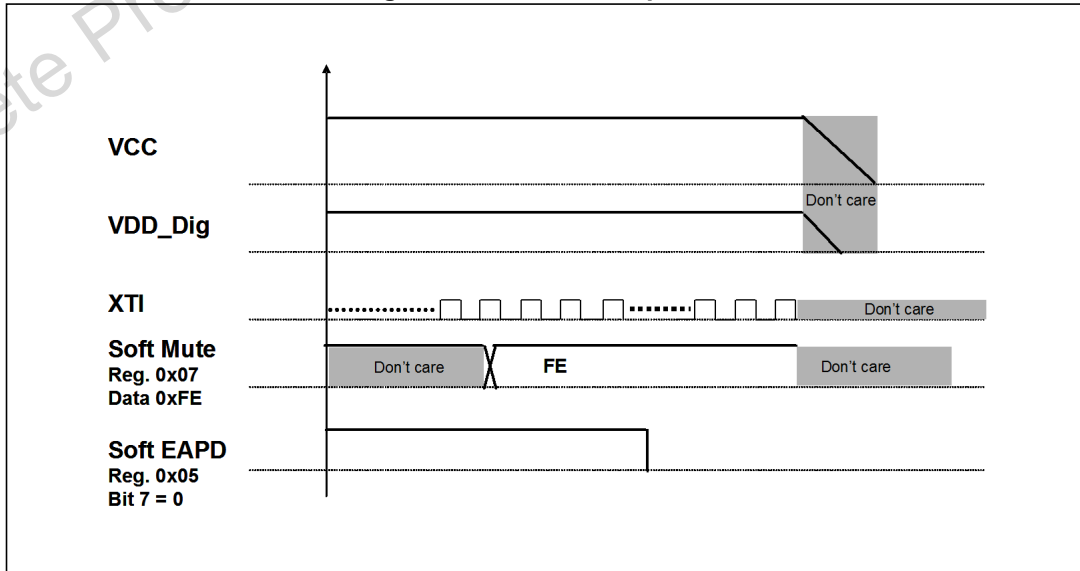 VCC
Don't care
VDD_Dig
XTI
Don't care
Soft Mute
Reg. 0x07
Data 0xFE
Don't care
FE
Don't care
Soft EAPD
Reg. 0x05
Bit 7 = 0